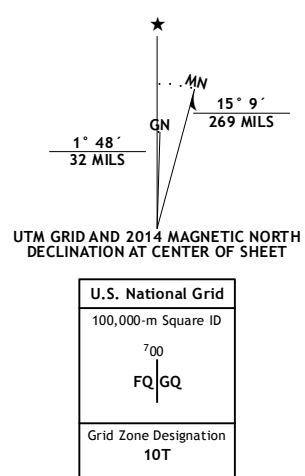 ★
MN
GN
15° 9´
269 MILS
1° 48´
32 MILS
UTM GRID AND 2014 MAGNETIC NORTH
DECLINATION AT CENTER OF SHEET
U.S. National Grid
100,000-m Square ID
⁷00
FQ GQ
Grid Zone Designation
10T